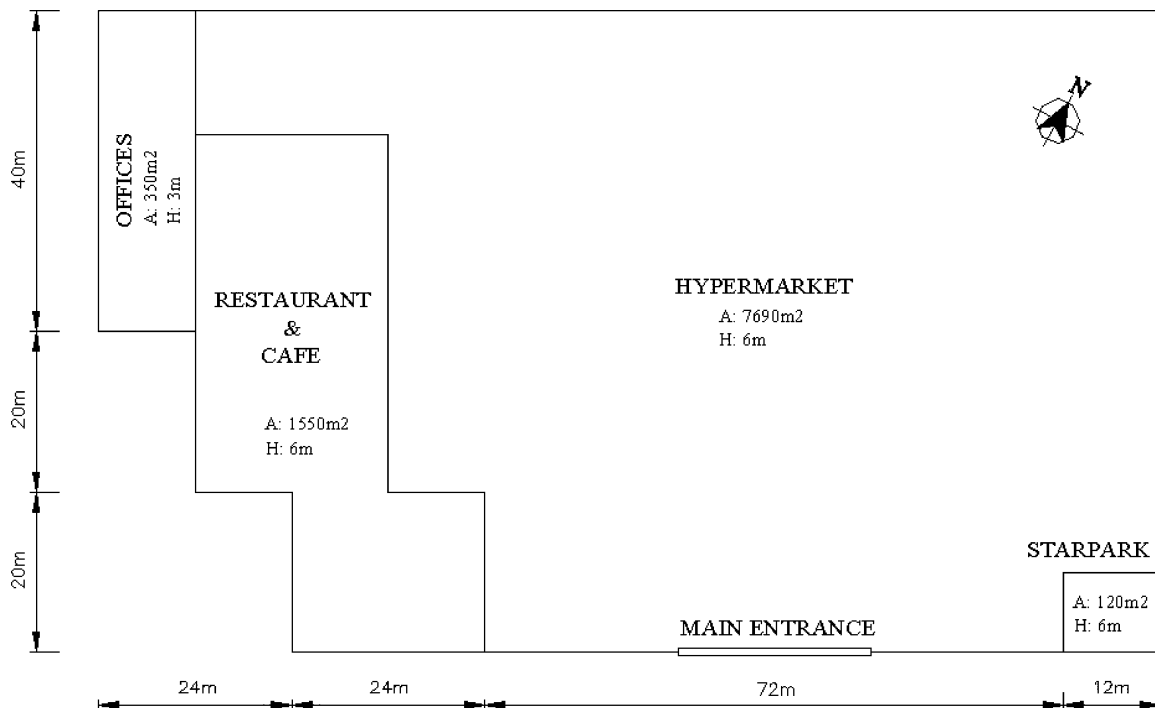 N
40m
OFFICES
A: 350m2
H: 3m
RESTAURANT
&
CAFE
A: 1550m2
H: 6m
HYPERMARKET
A: 7690m2
H: 6m
20m
20m
STARPARK
A: 120m2
H: 6m
MAIN ENTRANCE
24m
24m
72m
12m